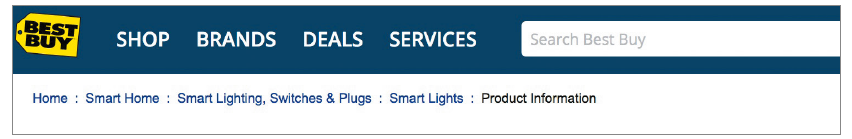 BEST
BUY
SHOP BRANDS DEALS SERVICES Search Best Buy
Home : Smart Home : Smart Lighting, Switches & Plugs : Smart Lights : Product Information